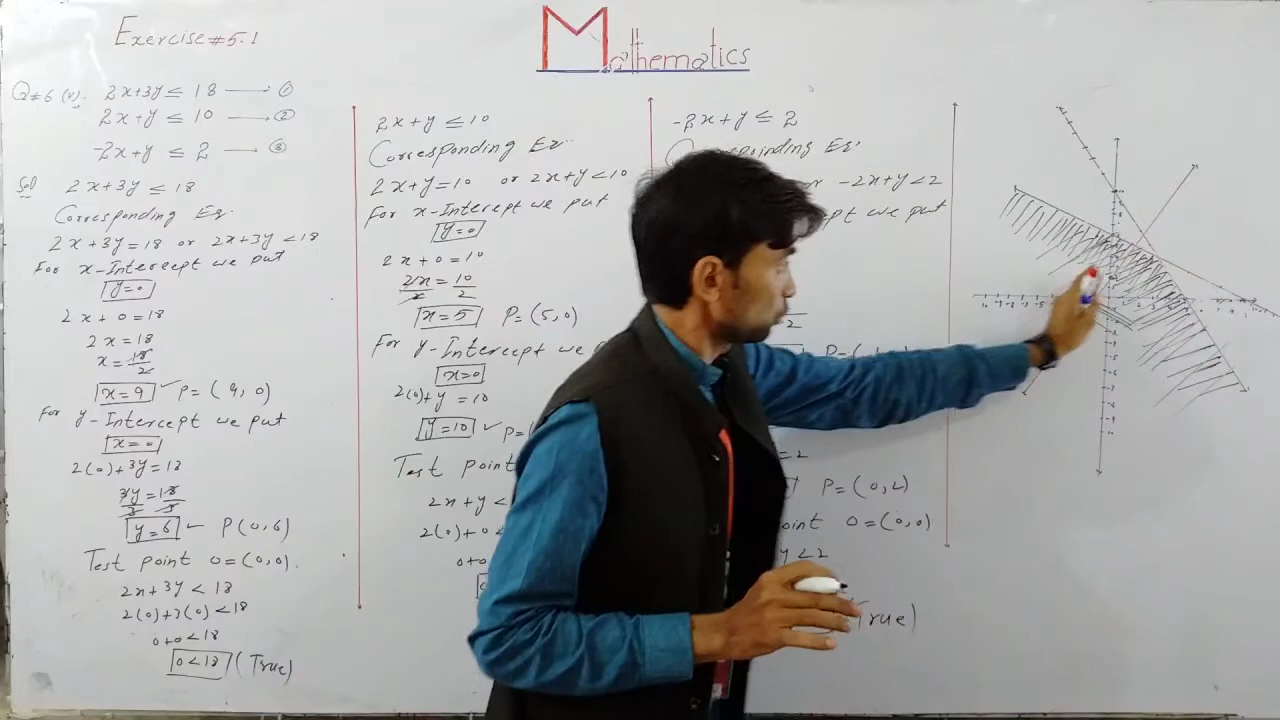 Exercise#5.1
Mathematics
Q#6 (v). 2x+3y ≤ 18 ①
2x+y ≤ 10 ②
-2x+y ≤ 2 ③
Sol 2x+3y ≤ 18
Corresponding Eq.
2x+3y=18 or 2x+3y<18
For x-Intercept we put
y=0
2x+0=18
2x=18
x=18/2
x=9 ✓ P=(9,0)
For y-Intercept we put
x=0
2(0)+3y=18
3y/3=18/3
y=6 ✓ P(0,6)
Test point O=(0,0).
2x+3y<18
2(0)+3(0)<18
0+0<18
0<18 (True)
2x+y ≤ 10
Corresponding Eq.
2x+y=10 or 2x+y<10
For x-Intercept we put
y=0
2x+0=10
2x/2=10/2
x=5 P=(5,0)
For y-Intercept we
x=0
2(0)+y=10
y=10 ✓ P=(
Test point
2x+y<
2(0)+0<
0+0
-2x+y ≤ 2
Corresponding Eq.
or -2x+y<2
we put
P=(0,2)
O=(0,0)
y<2
(True)